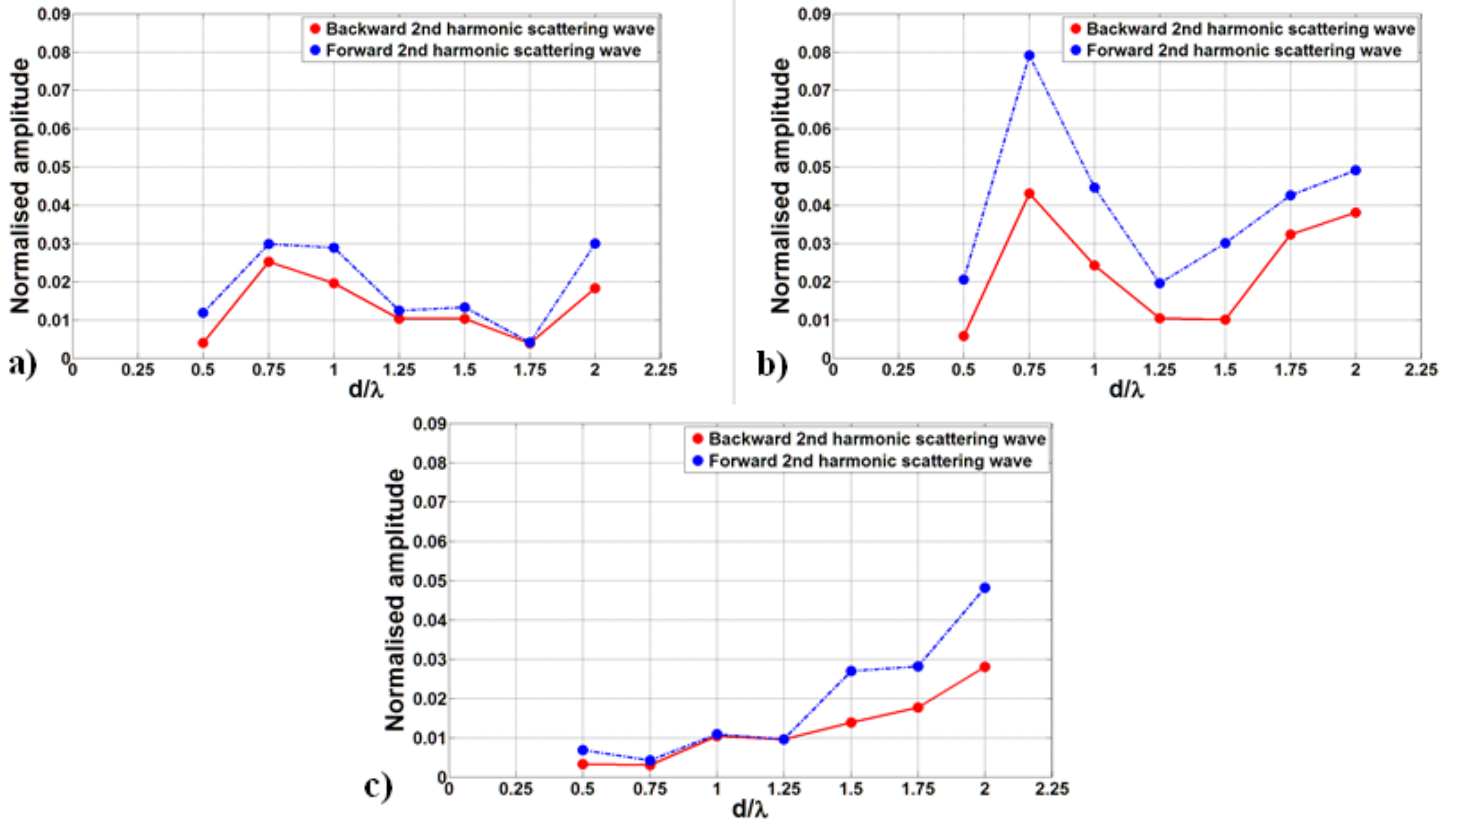 Backward 2nd harmonic scattering wave
Forward 2nd harmonic scattering wave
Normalised amplitude
0.09
0.08
0.07
0.06
0.05
0.04
0.03
0.02
0.01
0
0 0.25 0.5 0.75 1 1.25 1.5 1.75 2 2.25
d/λ
a)
Backward 2nd harmonic scattering wave
Forward 2nd harmonic scattering wave
Normalised amplitude
0.09
0.08
0.07
0.06
0.05
0.04
0.03
0.02
0.01
0
0 0.25 0.5 0.75 1 1.25 1.5 1.75 2 2.25
d/λ
b)
Backward 2nd harmonic scattering wave
Forward 2nd harmonic scattering wave
Normalised amplitude
0.09
0.08
0.07
0.06
0.05
0.04
0.03
0.02
0.01
0
0 0.25 0.5 0.75 1 1.25 1.5 1.75 2 2.25
d/λ
c)